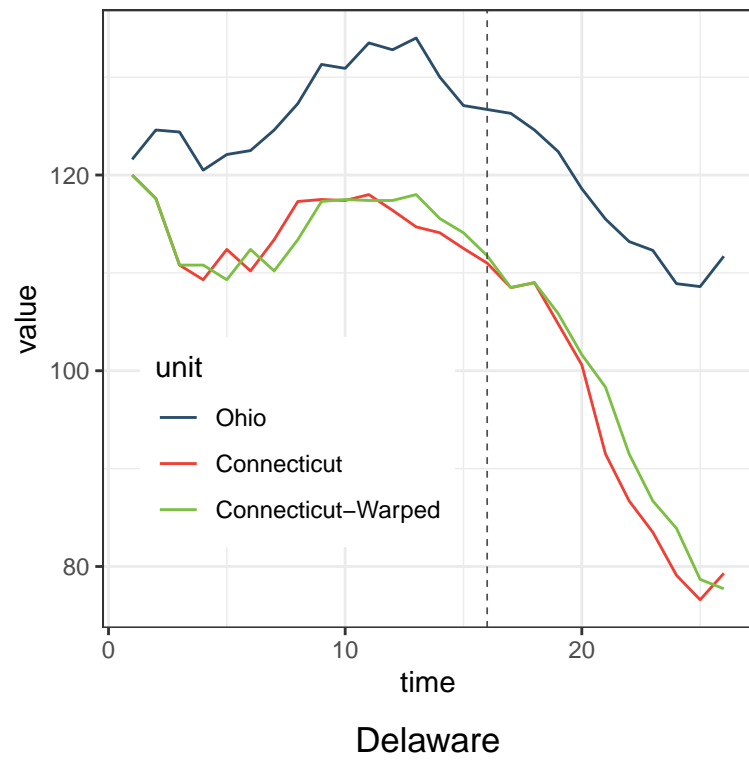 120
100
80
value
unit
Ohio
Connecticut
Connecticut-Warped
0 10 20
time
Delaware